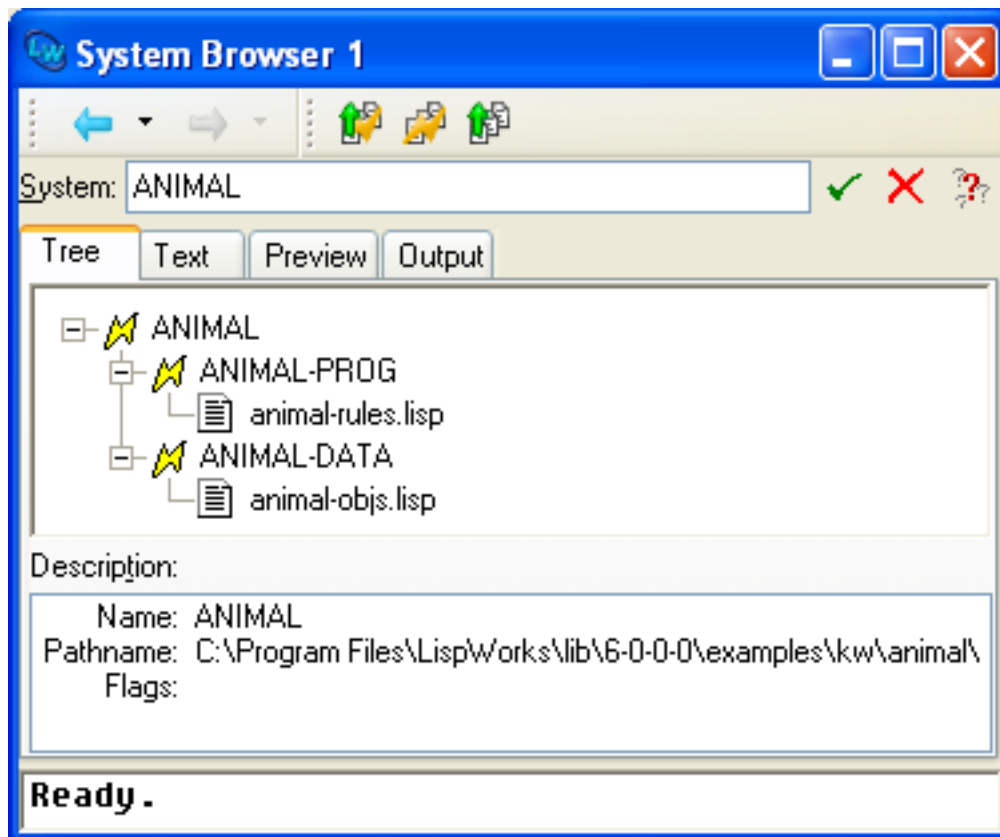 System Browser 1
System: ANIMAL
Tree Text Preview Output
ANIMAL
ANIMAL-PROG
animal-rules.lisp
ANIMAL-DATA
animal-objs.lisp
Description:
Name: ANIMAL
Pathname: C:\Program Files\LispWorks\lib\6-0-0-0\examples\kw\animal\
Flags:
Ready.